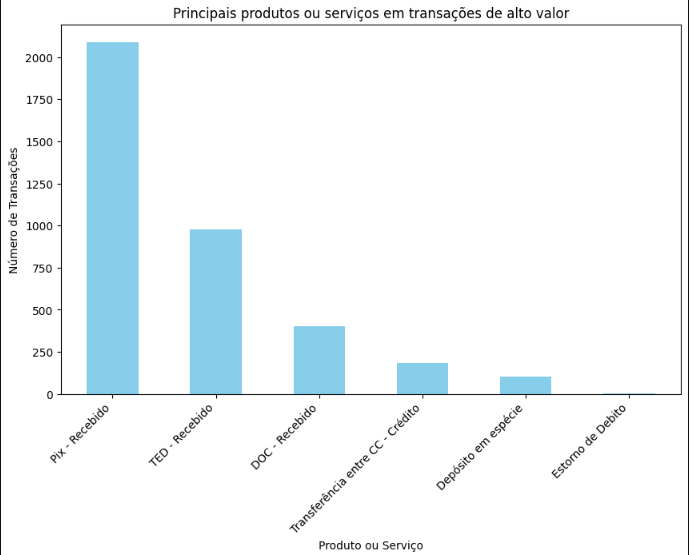 Principais produtos ou serviços em transações de alto valor
Número de Transações
2000
1750
1500
1250
1000
750
500
250
0
Pix - Recebido
TED - Recebido
DOC - Recebido
Transferência entre CC - Crédito
Depósito em espécie
Estorno de Debito
Produto ou Serviço